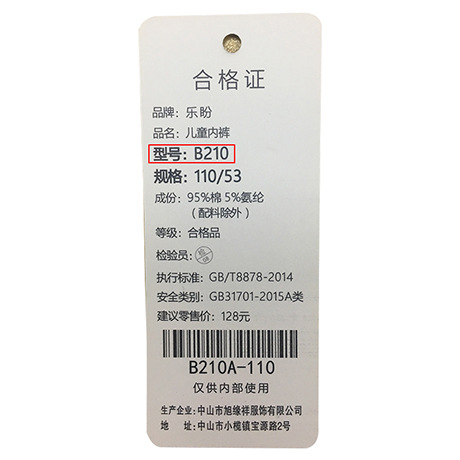 合格证
品牌：乐盼
品名：儿童内裤
型号：B210
规格：110/53
成份：95%棉 5%氨纶
（配料除外）
等级：合格品
检验员：检 08
执行标准：GB/T8878-2014
安全类别：GB31701-2015A类
建议零售价：128元
B210A-110
仅供内部使用
生产企业：中山市旭缘祥服饰有限公司
地 址：中山市小榄镇宝源路2号